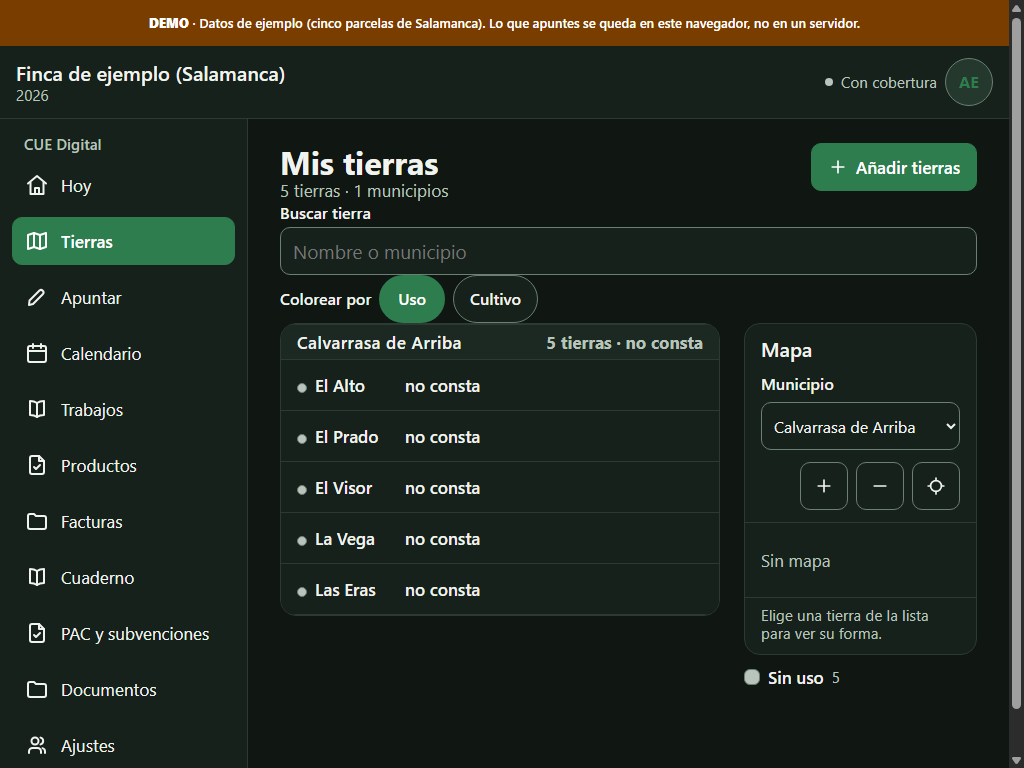 DEMO · Datos de ejemplo (cinco parcelas de Salamanca). Lo que apuntes se queda en este navegador, no en un servidor.
Finca de ejemplo (Salamanca)
2026
Con cobertura
AE
CUE Digital
Hoy
Tierras
Apuntar
Calendario
Trabajos
Productos
Facturas
Cuaderno
PAC y subvenciones
Documentos
Ajustes
Mis tierras
5 tierras · 1 municipios
Añadir tierras
Buscar tierra
Nombre o municipio
Colorear por Uso Cultivo
Calvarrasa de Arriba 5 tierras · no consta
El Alto no consta
El Prado no consta
El Visor no consta
La Vega no consta
Las Eras no consta
Mapa
Municipio
Calvarrasa de Arriba
Sin mapa
Elige una tierra de la lista
para ver su forma.
Sin uso 5